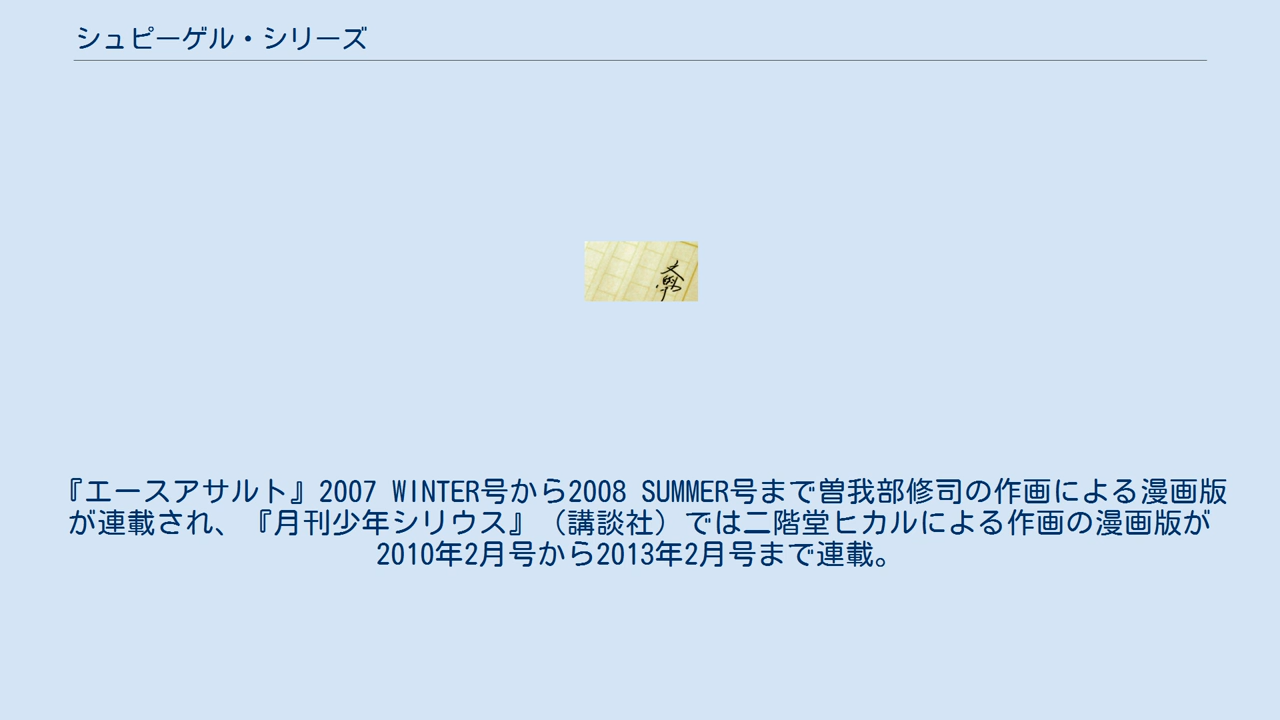 シュピーゲル・シリーズ
『エースアサルト』2007 WINTER号から2008 SUMMER号まで曽我部修司の作画による漫画版
が連載され、『月刊少年シリウス』（講談社）では二階堂ヒカルによる作画の漫画版が
2010年2月号から2013年2月号まで連載。